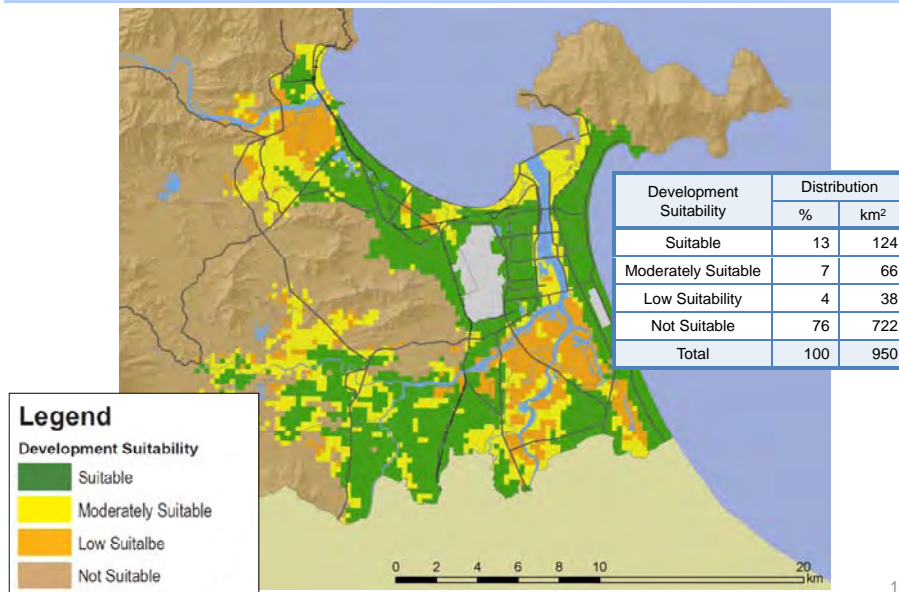 Development Suitability
Distribution
% km²
Suitable 13 124
Moderately Suitable 7 66
Low Suitability 4 38
Not Suitable 76 722
Total 100 950
Legend
Development Suitability
Suitable
Moderately Suitable
Low Suitalbe
Not Suitable
0 2 4 6 8 10 20
km